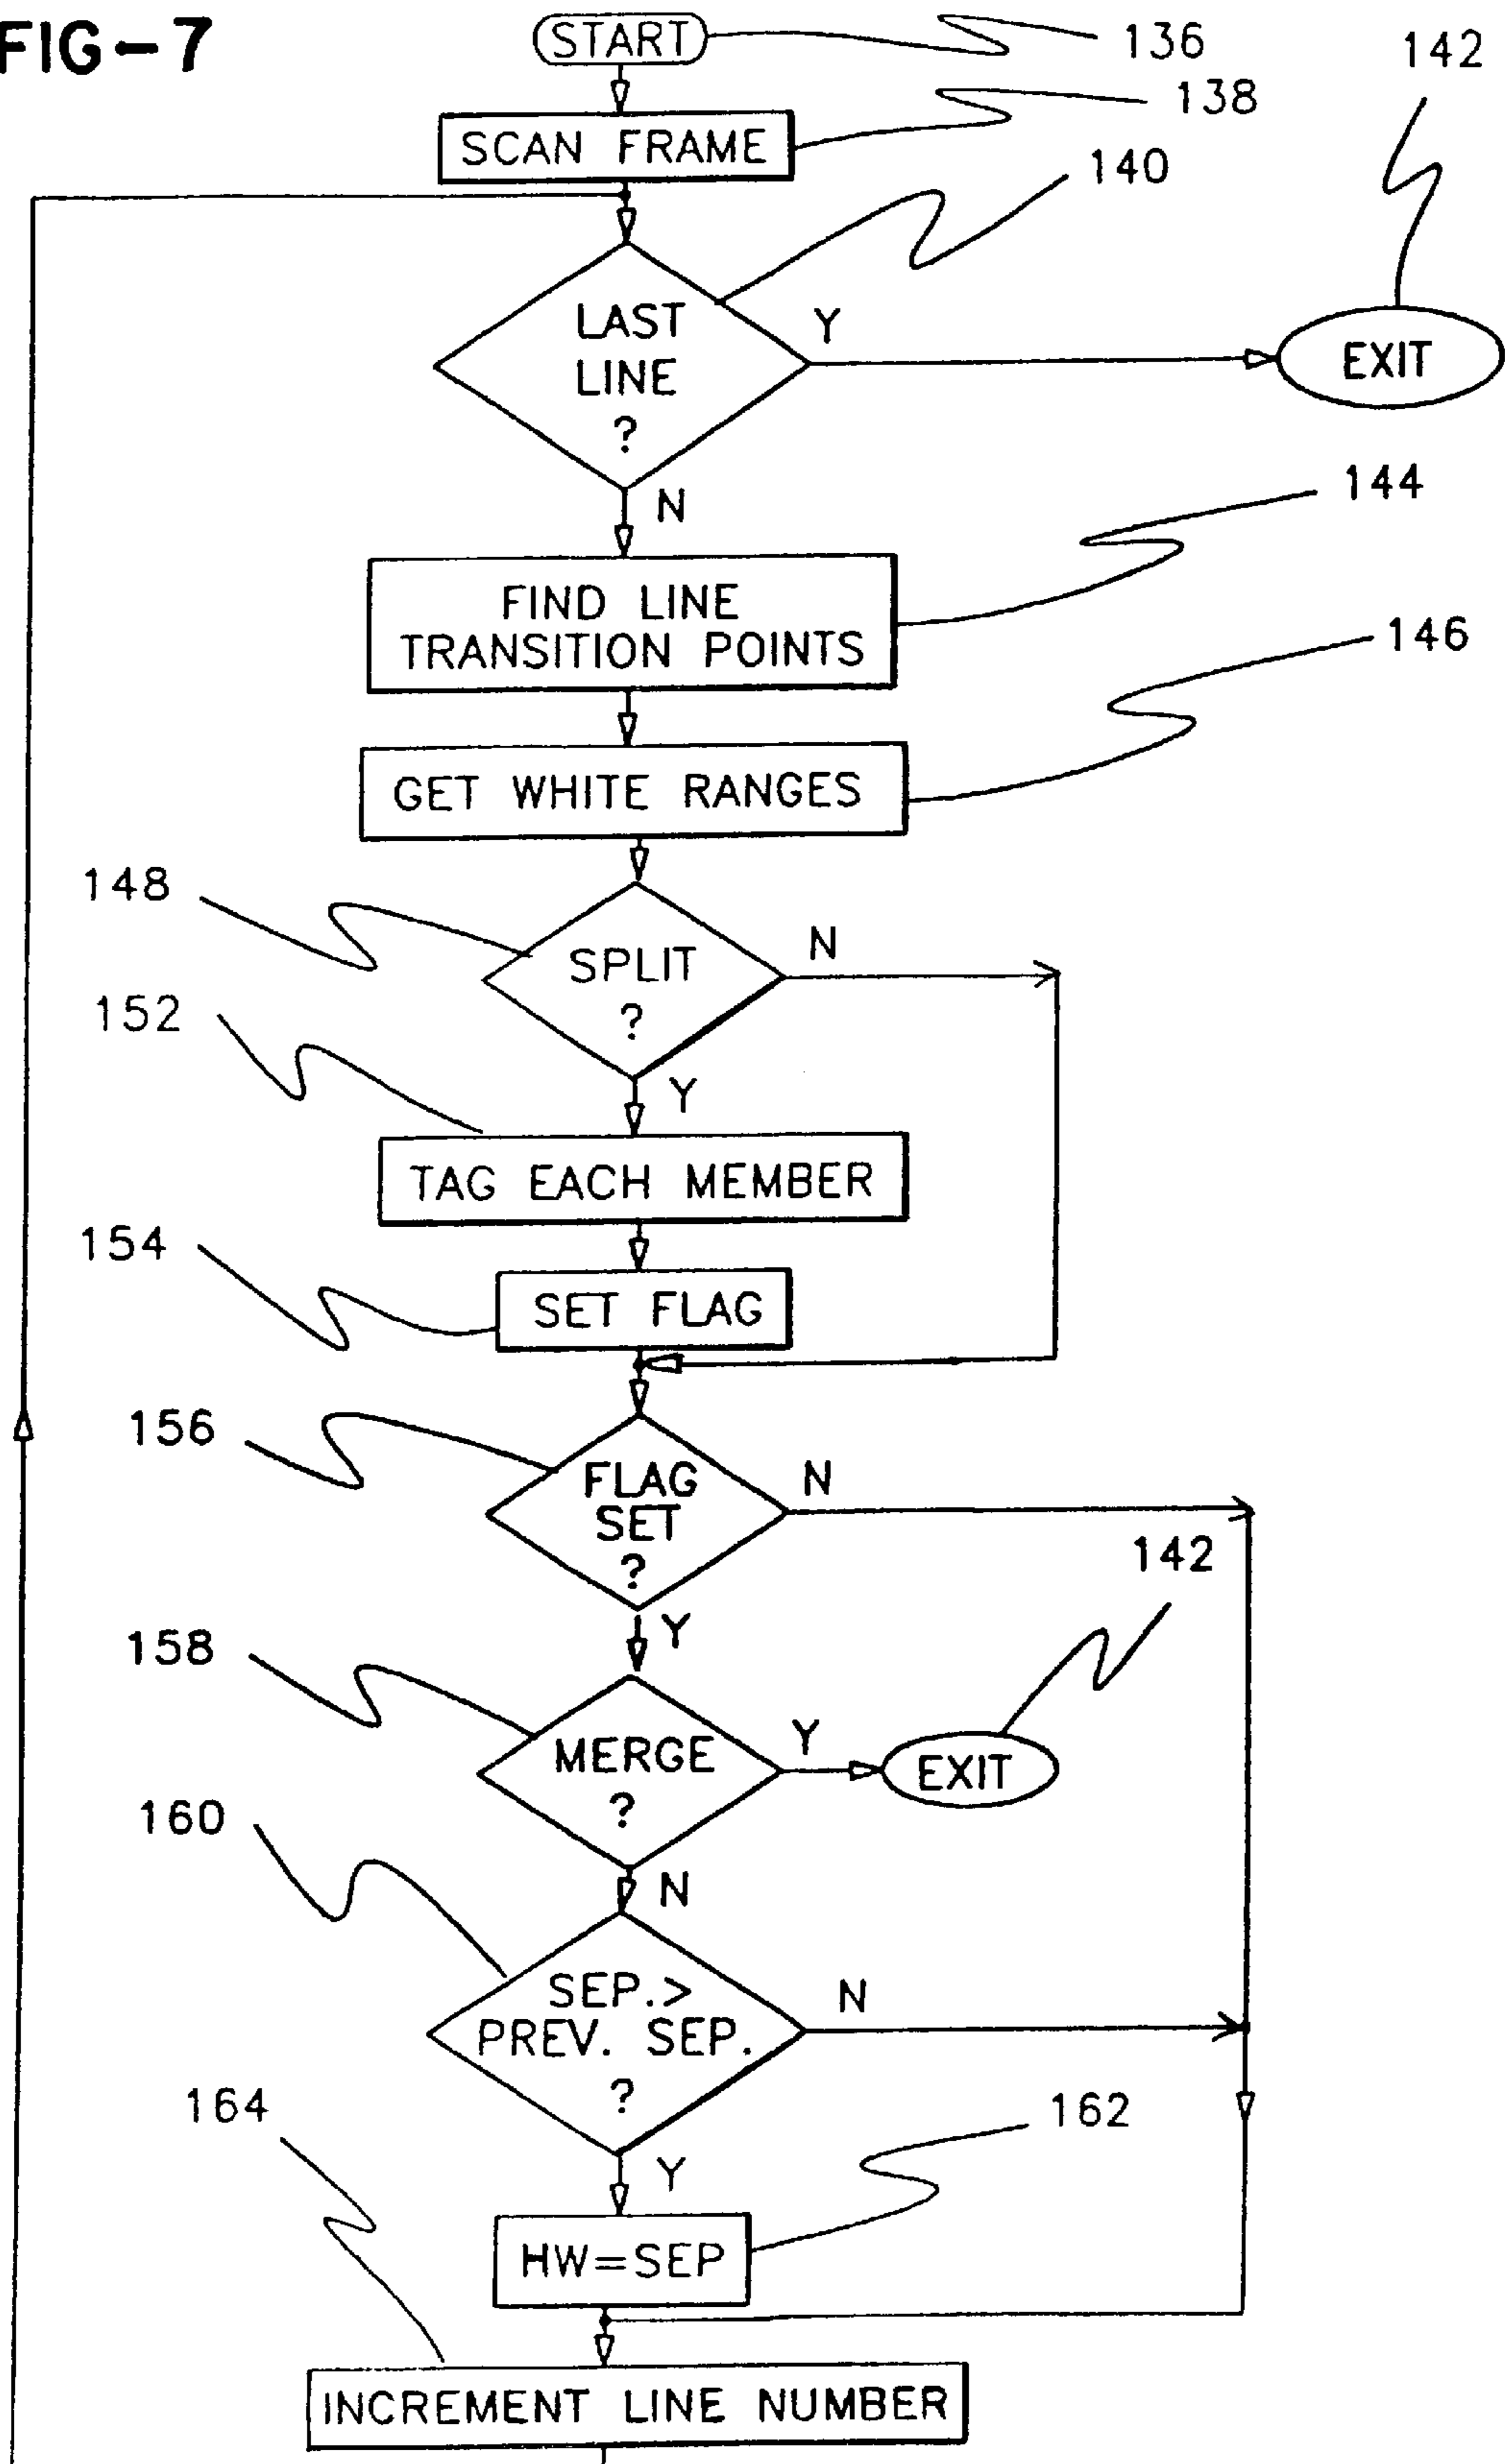 FIG-7
START
136
142
SCAN FRAME
138
140
LAST
LINE
?
Y
EXIT
N
144
FIND LINE
TRANSITION POINTS
146
GET WHITE RANGES
148
SPLIT
?
N
152
Y
TAG EACH MEMBER
154
SET FLAG
156
FLAG
SET
?
N
142
Y
158
MERGE
?
Y
EXIT
160
N
SEP.>
PREV. SEP.
?
N
164
162
Y
HW=SEP
INCREMENT LINE NUMBER